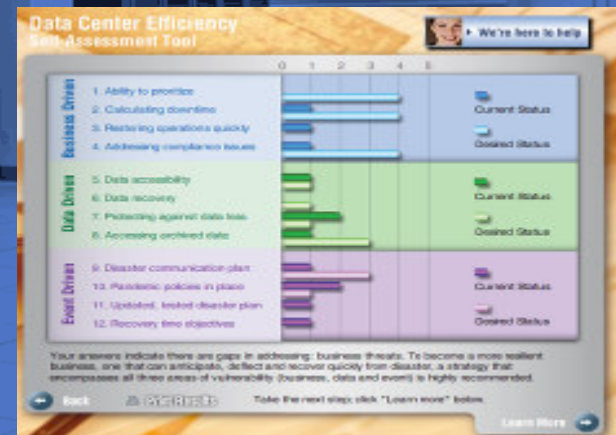 Data Center Efficiency
Self-Assessment Tool
We're here to help
0 1 2 3 4 5
Business Driven
1. Ability to prioritize
2. Calculating downtime
3. Restoring operations quickly
4. Addressing compliance issues
Current Status
Desired Status
Data Driven
5. Data accessibility
6. Data recovery
7. Protecting against data loss
8. Accessing archived data
Current Status
Desired Status
Event Driven
9. Disaster communication plan
10. Pandemic policies in place
11. Updated, tested disaster plan
12. Recovery time objectives
Current Status
Desired Status
Your answers indicate there are gaps in addressing: business threats. To become a more resilient
business, one that can anticipate, deflect and recover quickly from disaster, a strategy that
encompasses all three areas of vulnerability (business, data and event) is highly recommended.
Back
Print Results
Take the next step; click "Learn more" below.
Learn More